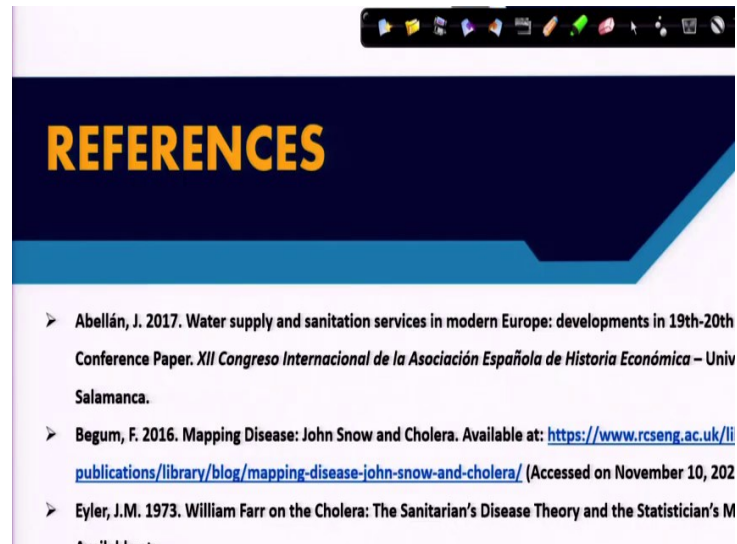 REFERENCES
➢ Abellán, J. 2017. Water supply and sanitation services in modern Europe: developments in 19th-20th
Conference Paper. XII Congreso Internacional de la Asociación Española de Historia Económica – Univ
Salamanca.
➢ Begum, F. 2016. Mapping Disease: John Snow and Cholera. Available at: https://www.rcseng.ac.uk/li
publications/library/blog/mapping-disease-john-snow-and-cholera/ (Accessed on November 10, 202
➢ Eyler, J.M. 1973. William Farr on the Cholera: The Sanitarian's Disease Theory and the Statistician's M